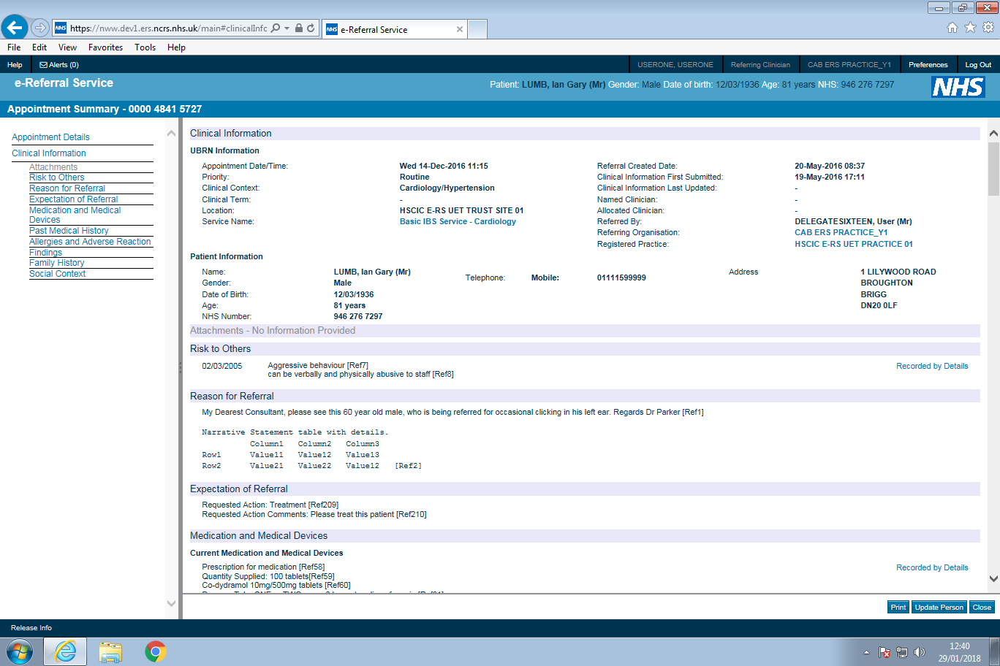 https://nww.dev1.ers.ncrs.nhs.uk/main#clinicalInfc
NHS e-Referral Service
File Edit View Favorites Tools Help
Help Alerts (0) USERONE, USERONE Referring Clinician CAB ERS PRACTICE_Y1 Preferences Log Out
e-Referral Service Patient: LUMB, Ian Gary (Mr) Gender: Male Date of birth: 12/03/1936 Age: 81 years NHS: 946 276 7297 NHS
Appointment Summary - 0000 4841 5727
Appointment Details
Clinical Information
Attachments
Risk to Others
Reason for Referral
Expectation of Referral
Medication and Medical
Devices
Past Medical History
Allergies and Adverse Reaction
Findings
Family History
Social Context
Clinical Information
UBRN Information
Appointment Date/Time: Wed 14-Dec-2016 11:15 Referral Created Date: 20-May-2016 08:37
Priority: Routine Clinical Information First Submitted: 19-May-2016 17:11
Clinical Context: Cardiology/Hypertension Clinical Information Last Updated: -
Clinical Term: - Named Clinician: -
Location: HSCIC E-RS UET TRUST SITE 01 Allocated Clinician: -
Service Name: Basic IBS Service - Cardiology Referred By: DELEGATESIXTEEN, User (Mr)
Referring Organisation: CAB ERS PRACTICE_Y1
Registered Practice: HSCIC E-RS UET PRACTICE 01
Patient Information
Name: LUMB, Ian Gary (Mr) Telephone: Mobile: 01111599999 Address 1 LILYWOOD ROAD
Gender: Male BROUGHTON
Date of Birth: 12/03/1936 BRIGG
Age: 81 years DN20 0LF
NHS Number: 946 276 7297
Attachments - No Information Provided
Risk to Others
02/03/2005 Aggressive behaviour [Ref7] Recorded by Details
can be verbally and physically abusive to staff [Ref8]
Reason for Referral
My Dearest Consultant, please see this 60 year old male, who is being referred for occasional clicking in his left ear. Regards Dr Parker [Ref1]
Narrative Statement table with details.
Column1 Column2 Column3
Row1 Value11 Value12 Value13
Row2 Value21 Value22 Value12 [Ref2]
Expectation of Referral
Requested Action: Treatment [Ref209]
Requested Action Comments: Please treat this patient [Ref210]
Medication and Medical Devices
Current Medication and Medical Devices
Prescription for medication [Ref58] Recorded by Details
Quantity Supplied: 100 tablets[Ref59]
Co-dydramol 10mg/500mg tablets [Ref60]
Print Update Person Close
Release Info
12:40
29/01/2018